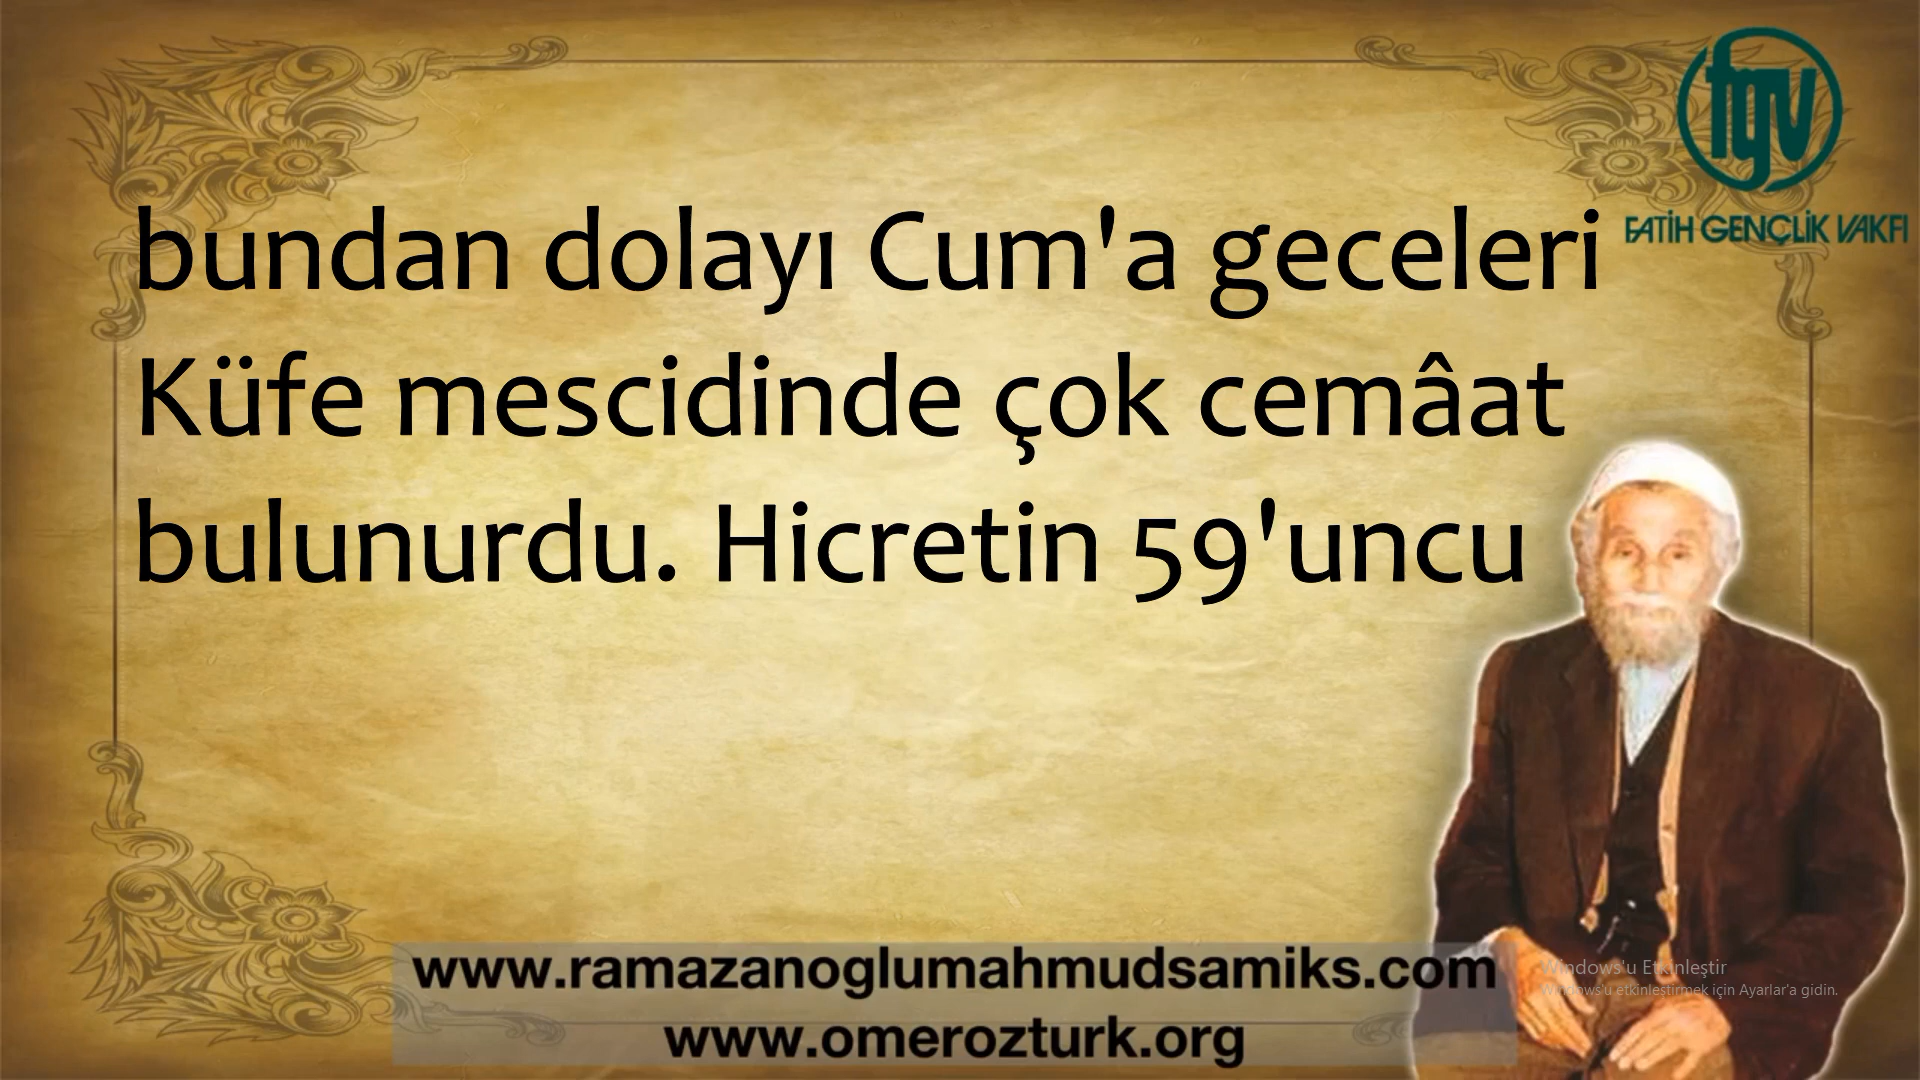 fgv
FATİH GENÇLİK VAKFI
bundan dolayı Cum'a geceleri
Küfe mescidinde çok cemâat
bulunurdu. Hicretin 59'uncu
www.ramazanoglumahmudsamiks.com
www.omerozturk.org
Windows'u Etkinleştir
Windows'u etkinleştirmek için Ayarlar'a gidin.